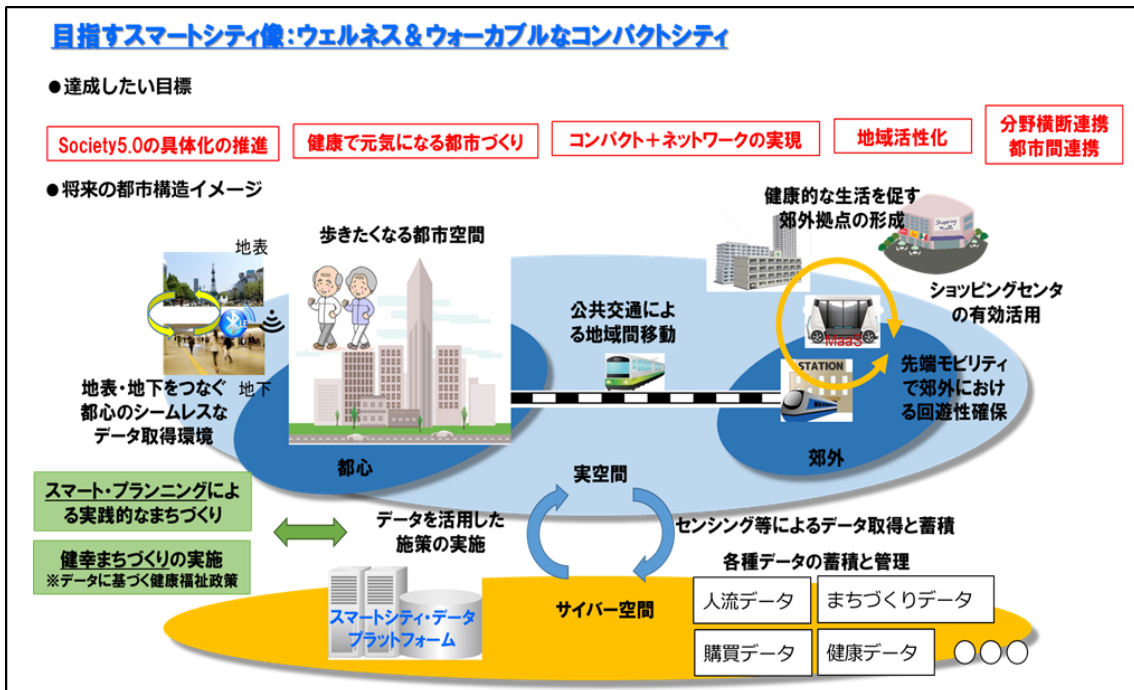 目指すスマートシティ像:ウェルネス＆ウォーカブルなコンパクトシティ
●達成したい目標
Society5.0の具体化の推進
健康で元気になる都市づくり
コンパクト＋ネットワークの実現
地域活性化
分野横断連携
都市間連携
●将来の都市構造イメージ
地表
地下
地表・地下をつなぐ
都心のシームレスな
データ取得環境
歩きたくなる都市空間
都心
公共交通によ
る地域間移動
健康的な生活を促す
郊外拠点の形成
Shopping
Mall
ショッピングセンタ
の有効活用
MaaS
STATION
先端モビリティ
で郊外におけ
る回遊性確保
郊外
実空間
スマート・プランニングによ
る実践的なまちづくり
健幸まちづくりの実施
※データに基づく健康福祉政策
データを活用した
施策の実施
センシング等によるデータ取得と蓄積
サイバー空間
スマートシティ・データ
プラットフォーム
各種データの蓄積と管理
人流データ
まちづくりデータ
購買データ
健康データ
○○○